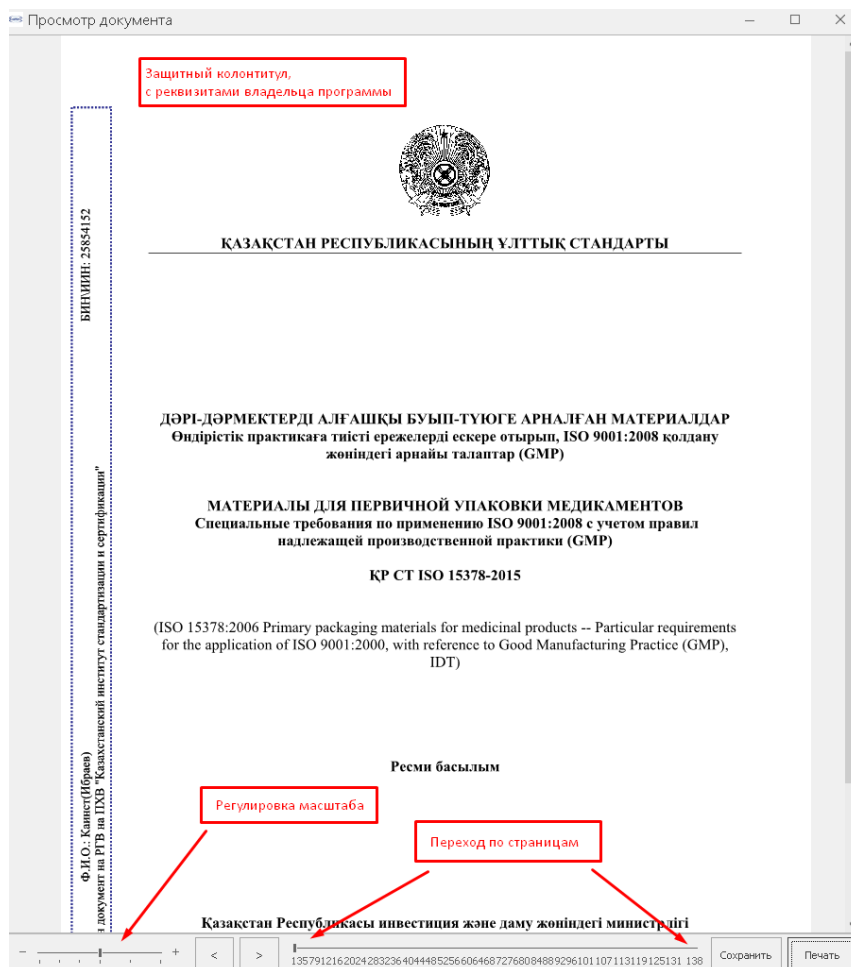 Просмотр документа
Защитный колонтитул,
с реквизитами владельца программы
ҚАЗАҚСТАН РЕСПУБЛИКАСЫНЫҢ ҰЛТТЫҚ СТАНДАРТЫ
БИН\ИИН: 25854152
Ф.И.О.: Каинст(Ибраев)
документ на РГВ на ПХВ "Казахстанский институт стандартизации и сертификации"
ДӘРІ-ДӘРМЕКТЕРДІ АЛҒАШҚЫ БУЫП-ТҮЮГЕ АРНАЛҒАН МАТЕРИАЛДАР
Өндірістік практикаға тиісті ережелерді ескере отырып, ISO 9001:2008 қолдану
жөніндегі арнайы талаптар (GMP)
МАТЕРИАЛЫ ДЛЯ ПЕРВИЧНОЙ УПАКОВКИ МЕДИКАМЕНТОВ
Специальные требования по применению ISO 9001:2008 с учетом правил
надлежащей производственной практики (GMP)
ҚР СТ ISO 15378-2015
(ISO 15378:2006 Primary packaging materials for medicinal products -- Particular requirements
for the application of ISO 9001:2000, with reference to Good Manufacturing Practice (GMP),
IDT)
Ресми басылым
Регулировка масштаба
Переход по страницам
Қазақстан Республикасы инвестиция және даму жөніндегі министрлігі
- + < > 135791216202428323640444852566064687276808488929610110711311912513​1 138 Сохранить Печать